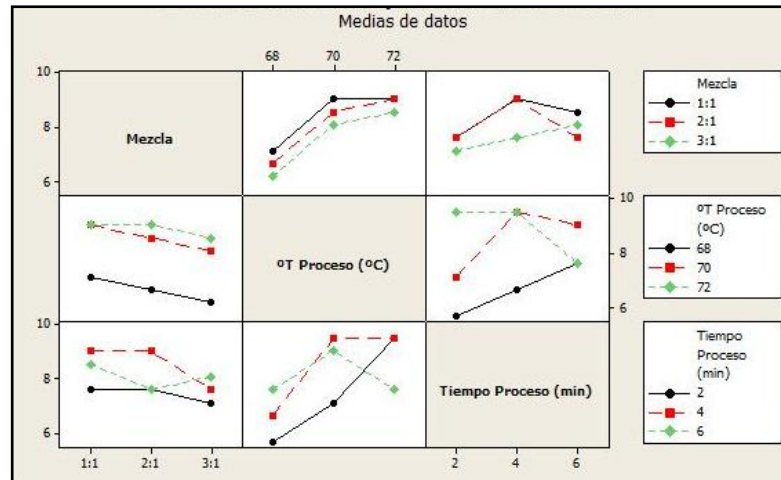 Medias de datos
68 70 72
10
8
6
Mezcla
Mezcla
1:1
2:1
3:1
ºT Proceso (ºC)
10
8
6
ºT Proceso
(ºC)
68
70
72
10
8
6
Tiempo Proceso (min)
Tiempo
Proceso
(min)
2
4
6
1:1 2:1 3:1
2 4 6